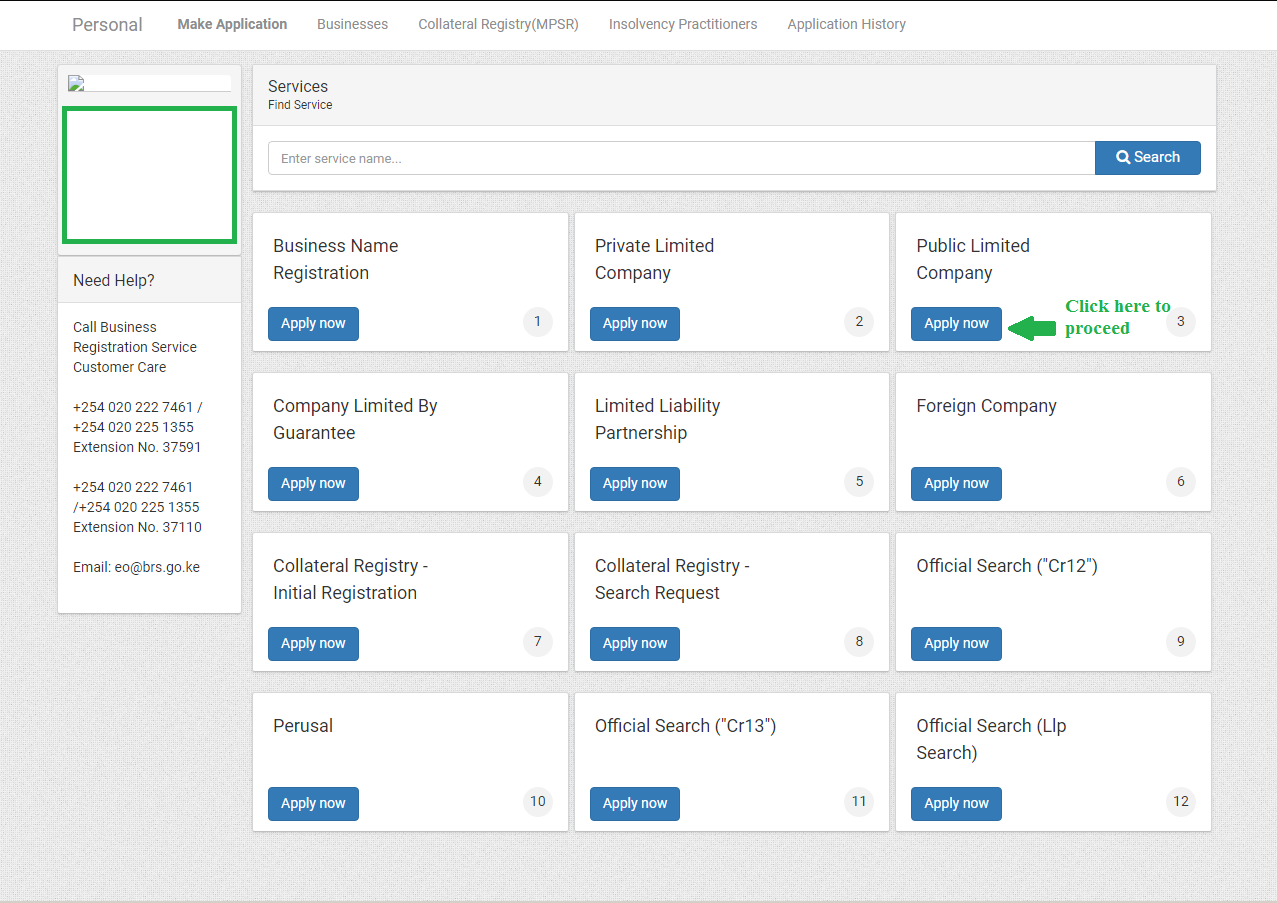 Personal Make Application Businesses Collateral Registry(MPSR) Insolvency Practitioners Application History
Need Help?
Call Business
Registration Service
Customer Care
+254 020 222 7461 /
+254 020 225 1355
Extension No. 37591
+254 020 222 7461
/+254 020 225 1355
Extension No. 37110
Email: eo@brs.go.ke
Services
Find Service
Enter service name...
Search
Business Name
Registration
Apply now
1
Private Limited
Company
Apply now
2
Public Limited
Company
Apply now
Click here to
proceed
3
Company Limited By
Guarantee
Apply now
4
Limited Liability
Partnership
Apply now
5
Foreign Company
Apply now
6
Collateral Registry -
Initial Registration
Apply now
7
Collateral Registry -
Search Request
Apply now
8
Official Search ("Cr12")
Apply now
9
Perusal
Apply now
10
Official Search ("Cr13")
Apply now
11
Official Search (Llp
Search)
Apply now
12